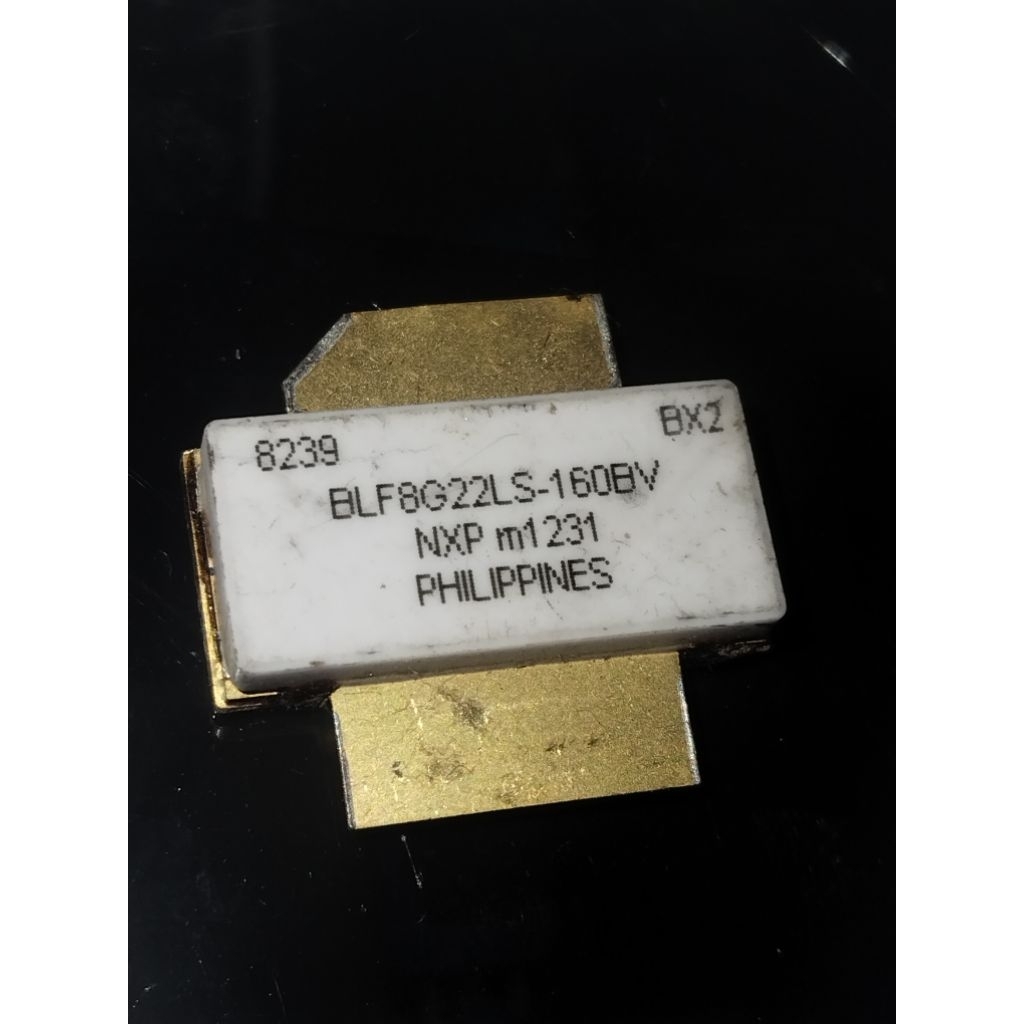 8239 BX2
BLF8G22LS-160BV
NXP m1231
PHILIPPINES